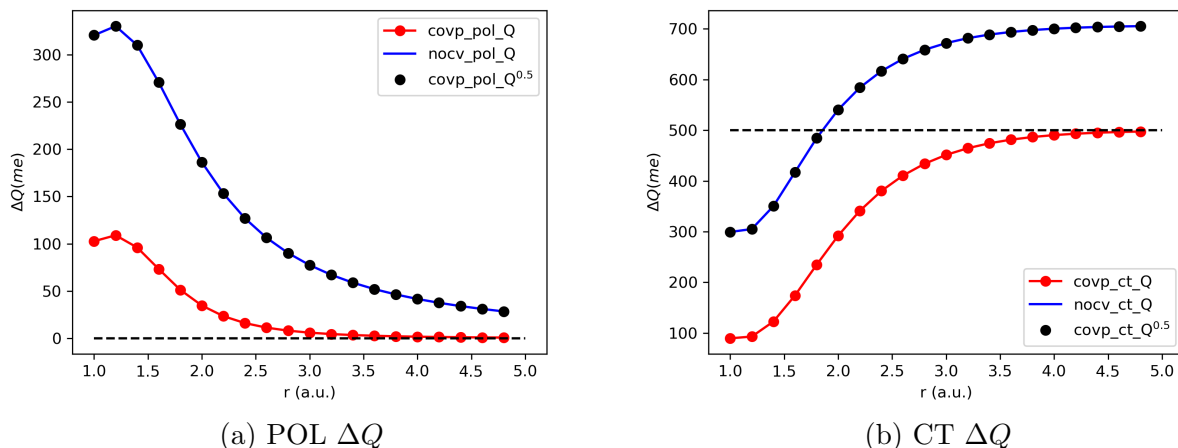 covp_pol_Q
nocv_pol_Q
covp_pol_Q^0.5
ΔQ(me)
300
250
200
150
100
50
0
1.0 1.5 2.0 2.5 3.0 3.5 4.0 4.5 5.0
r (a.u.)
(a) POL ΔQ
700
600
500
400
300
200
100
ΔQ(me)
covp_ct_Q
nocv_ct_Q
covp_ct_Q^0.5
1.0 1.5 2.0 2.5 3.0 3.5 4.0 4.5 5.0
r (a.u.)
(b) CT ΔQ